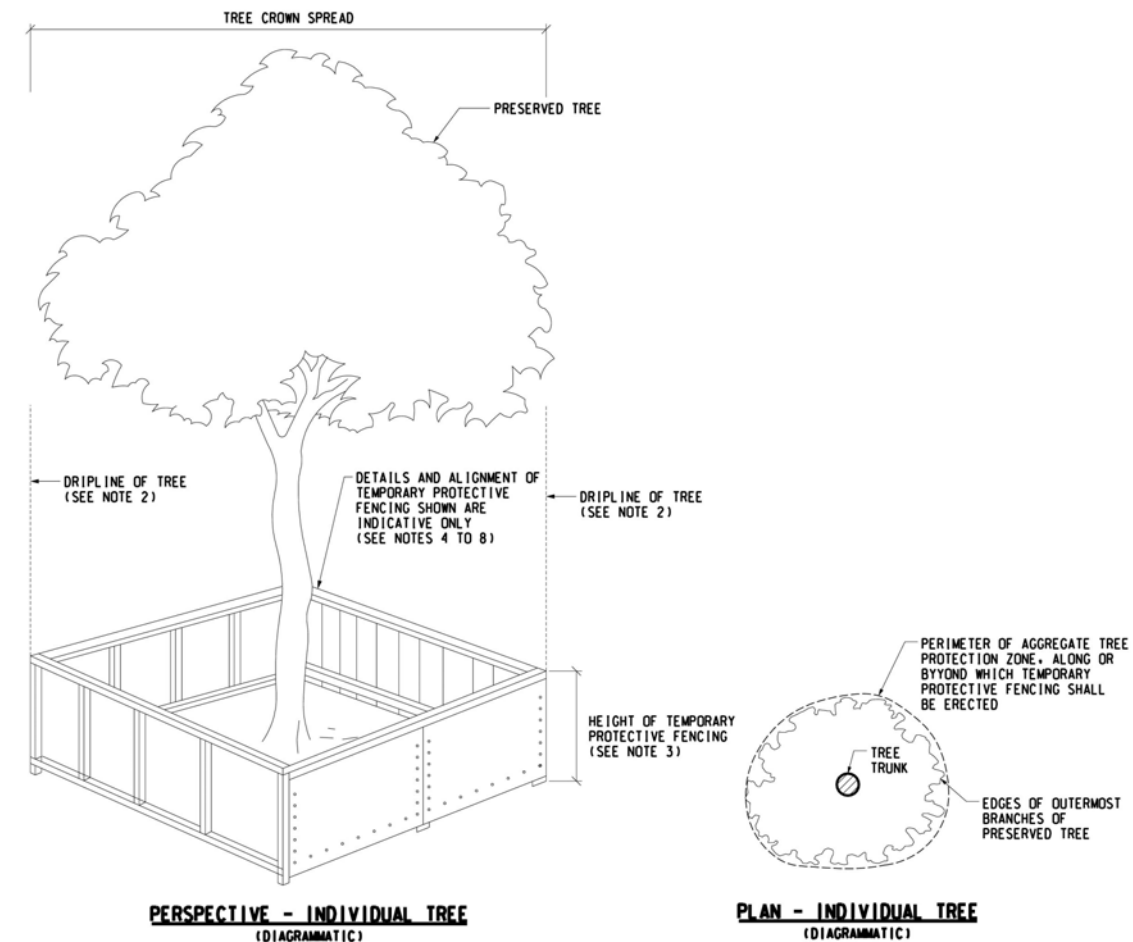 TREE CROWN SPREAD
PRESERVED TREE
DRIPLINE OF TREE
(SEE NOTE 2)
DETAILS AND ALIGNMENT OF
TEMPORARY PROTECTIVE
FENCING SHOWN ARE
INDICATIVE ONLY
(SEE NOTES 4 TO 8)
DRIPLINE OF TREE
(SEE NOTE 2)
HEIGHT OF TEMPORARY
PROTECTIVE FENCING
(SEE NOTE 3)
PERSPECTIVE - INDIVIDUAL TREE
(DIAGRAMMATIC)
PERIMETER OF AGGREGATE TREE
PROTECTION ZONE, ALONG OR
BYYOND WHICH TEMPORARY
PROTECTIVE FENCING SHALL
BE ERECTED
TREE
TRUNK
EDGES OF OUTERMOST
BRANCHES OF
PRESERVED TREE
PLAN - INDIVIDUAL TREE
(DIAGRAMMATIC)